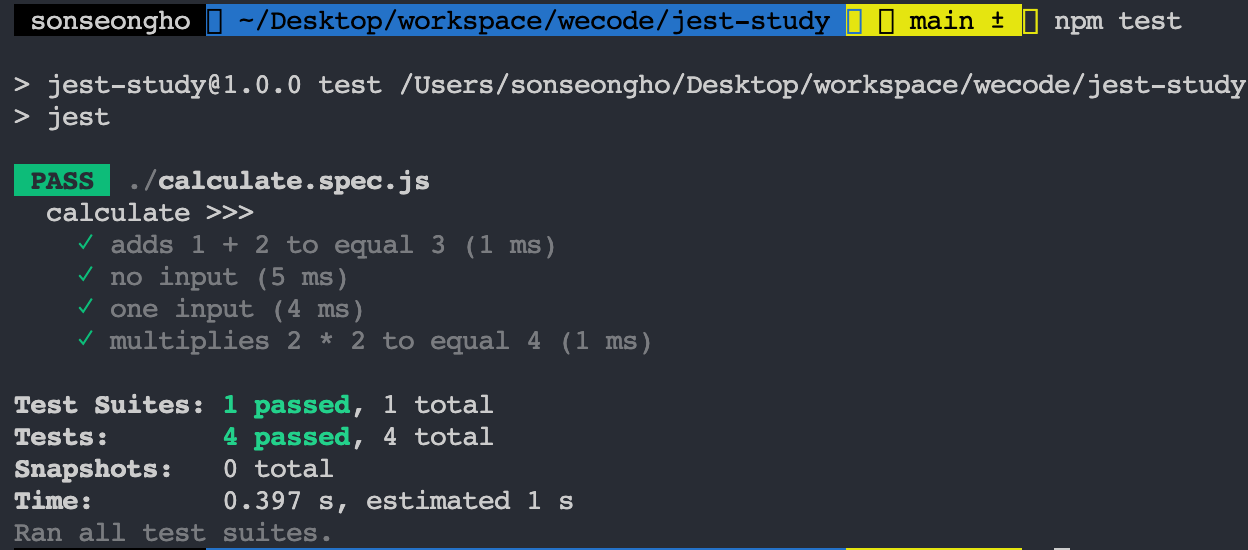 sonseongho ~/Desktop/workspace/wecode/jest-study main ± npm test
> jest-study@1.0.0 test /Users/sonseongho/Desktop/workspace/wecode/jest-study
> jest
PASS ./calculate.spec.js
calculate >>>
✓ adds 1 + 2 to equal 3 (1 ms)
✓ no input (5 ms)
✓ one input (4 ms)
✓ multiplies 2 * 2 to equal 4 (1 ms)
Test Suites: 1 passed, 1 total
Tests: 4 passed, 4 total
Snapshots: 0 total
Time: 0.397 s, estimated 1 s
Ran all test suites.